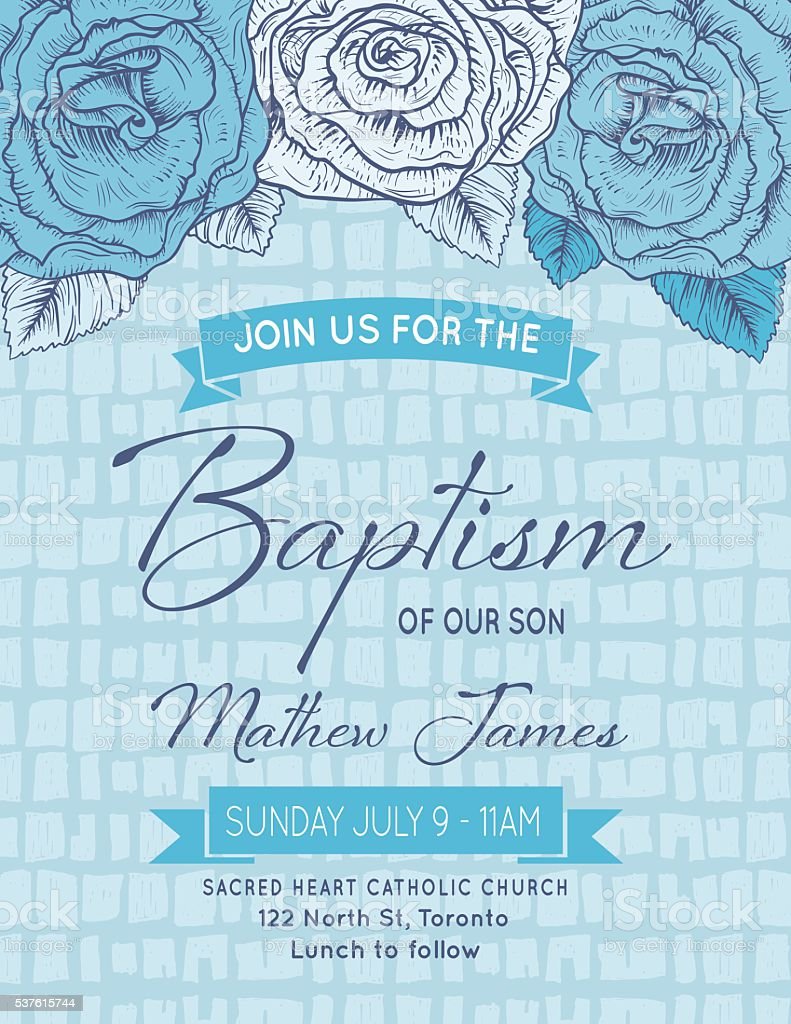 JOIN US FOR THE
Baptism
OF OUR SON
Mathew James
SUNDAY JULY 9 - 11AM
SACRED HEART CATHOLIC CHURCH
122 North St, Toronto
Lunch to follow
iStock
by Getty Images™
537615744